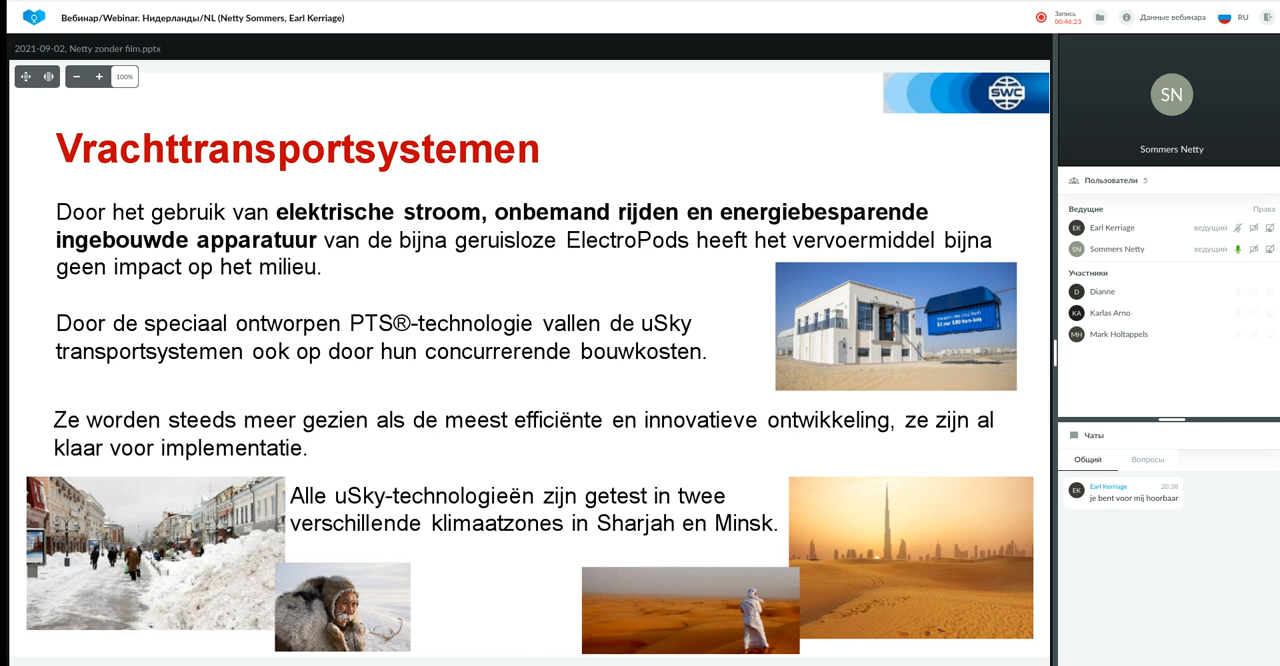 Вебинар/Webinar. Нидерланды/NL (Netty Sommers, Earl Kerriage)
Запись
00:46:23
Данные вебинара
RU
2021-09-02, Netty zonder film.pptx
100%
SWC
Vrachttransportsystemen
Door het gebruik van elektrische stroom, onbemand rijden en energiebesparende
ingebouwde apparatuur van de bijna geruisloze ElectroPods heeft het vervoermiddel bijna
geen impact op het milieu.
Door de speciaal ontworpen PTS®-technologie vallen de uSky
transportsystemen ook op door hun concurrerende bouwkosten.
Ze worden steeds meer gezien als de meest efficiënte en innovatieve ontwikkeling, ze zijn al
klaar voor implementatie.
Alle uSky-technologieën zijn getest in twee
verschillende klimaatzones in Sharjah en Minsk.
SN
Sommers Netty
Пользователи 5
Ведущие Права
EK Earl Kerriage ведущий
SN Sommers Netty ведущий
Участники
D Dianne
KA Karlas Arno
MH Mark Holtappels
Чаты
Общий Вопросы
EK Earl Kerriage 20:38
je bent voor mij hoorbaar